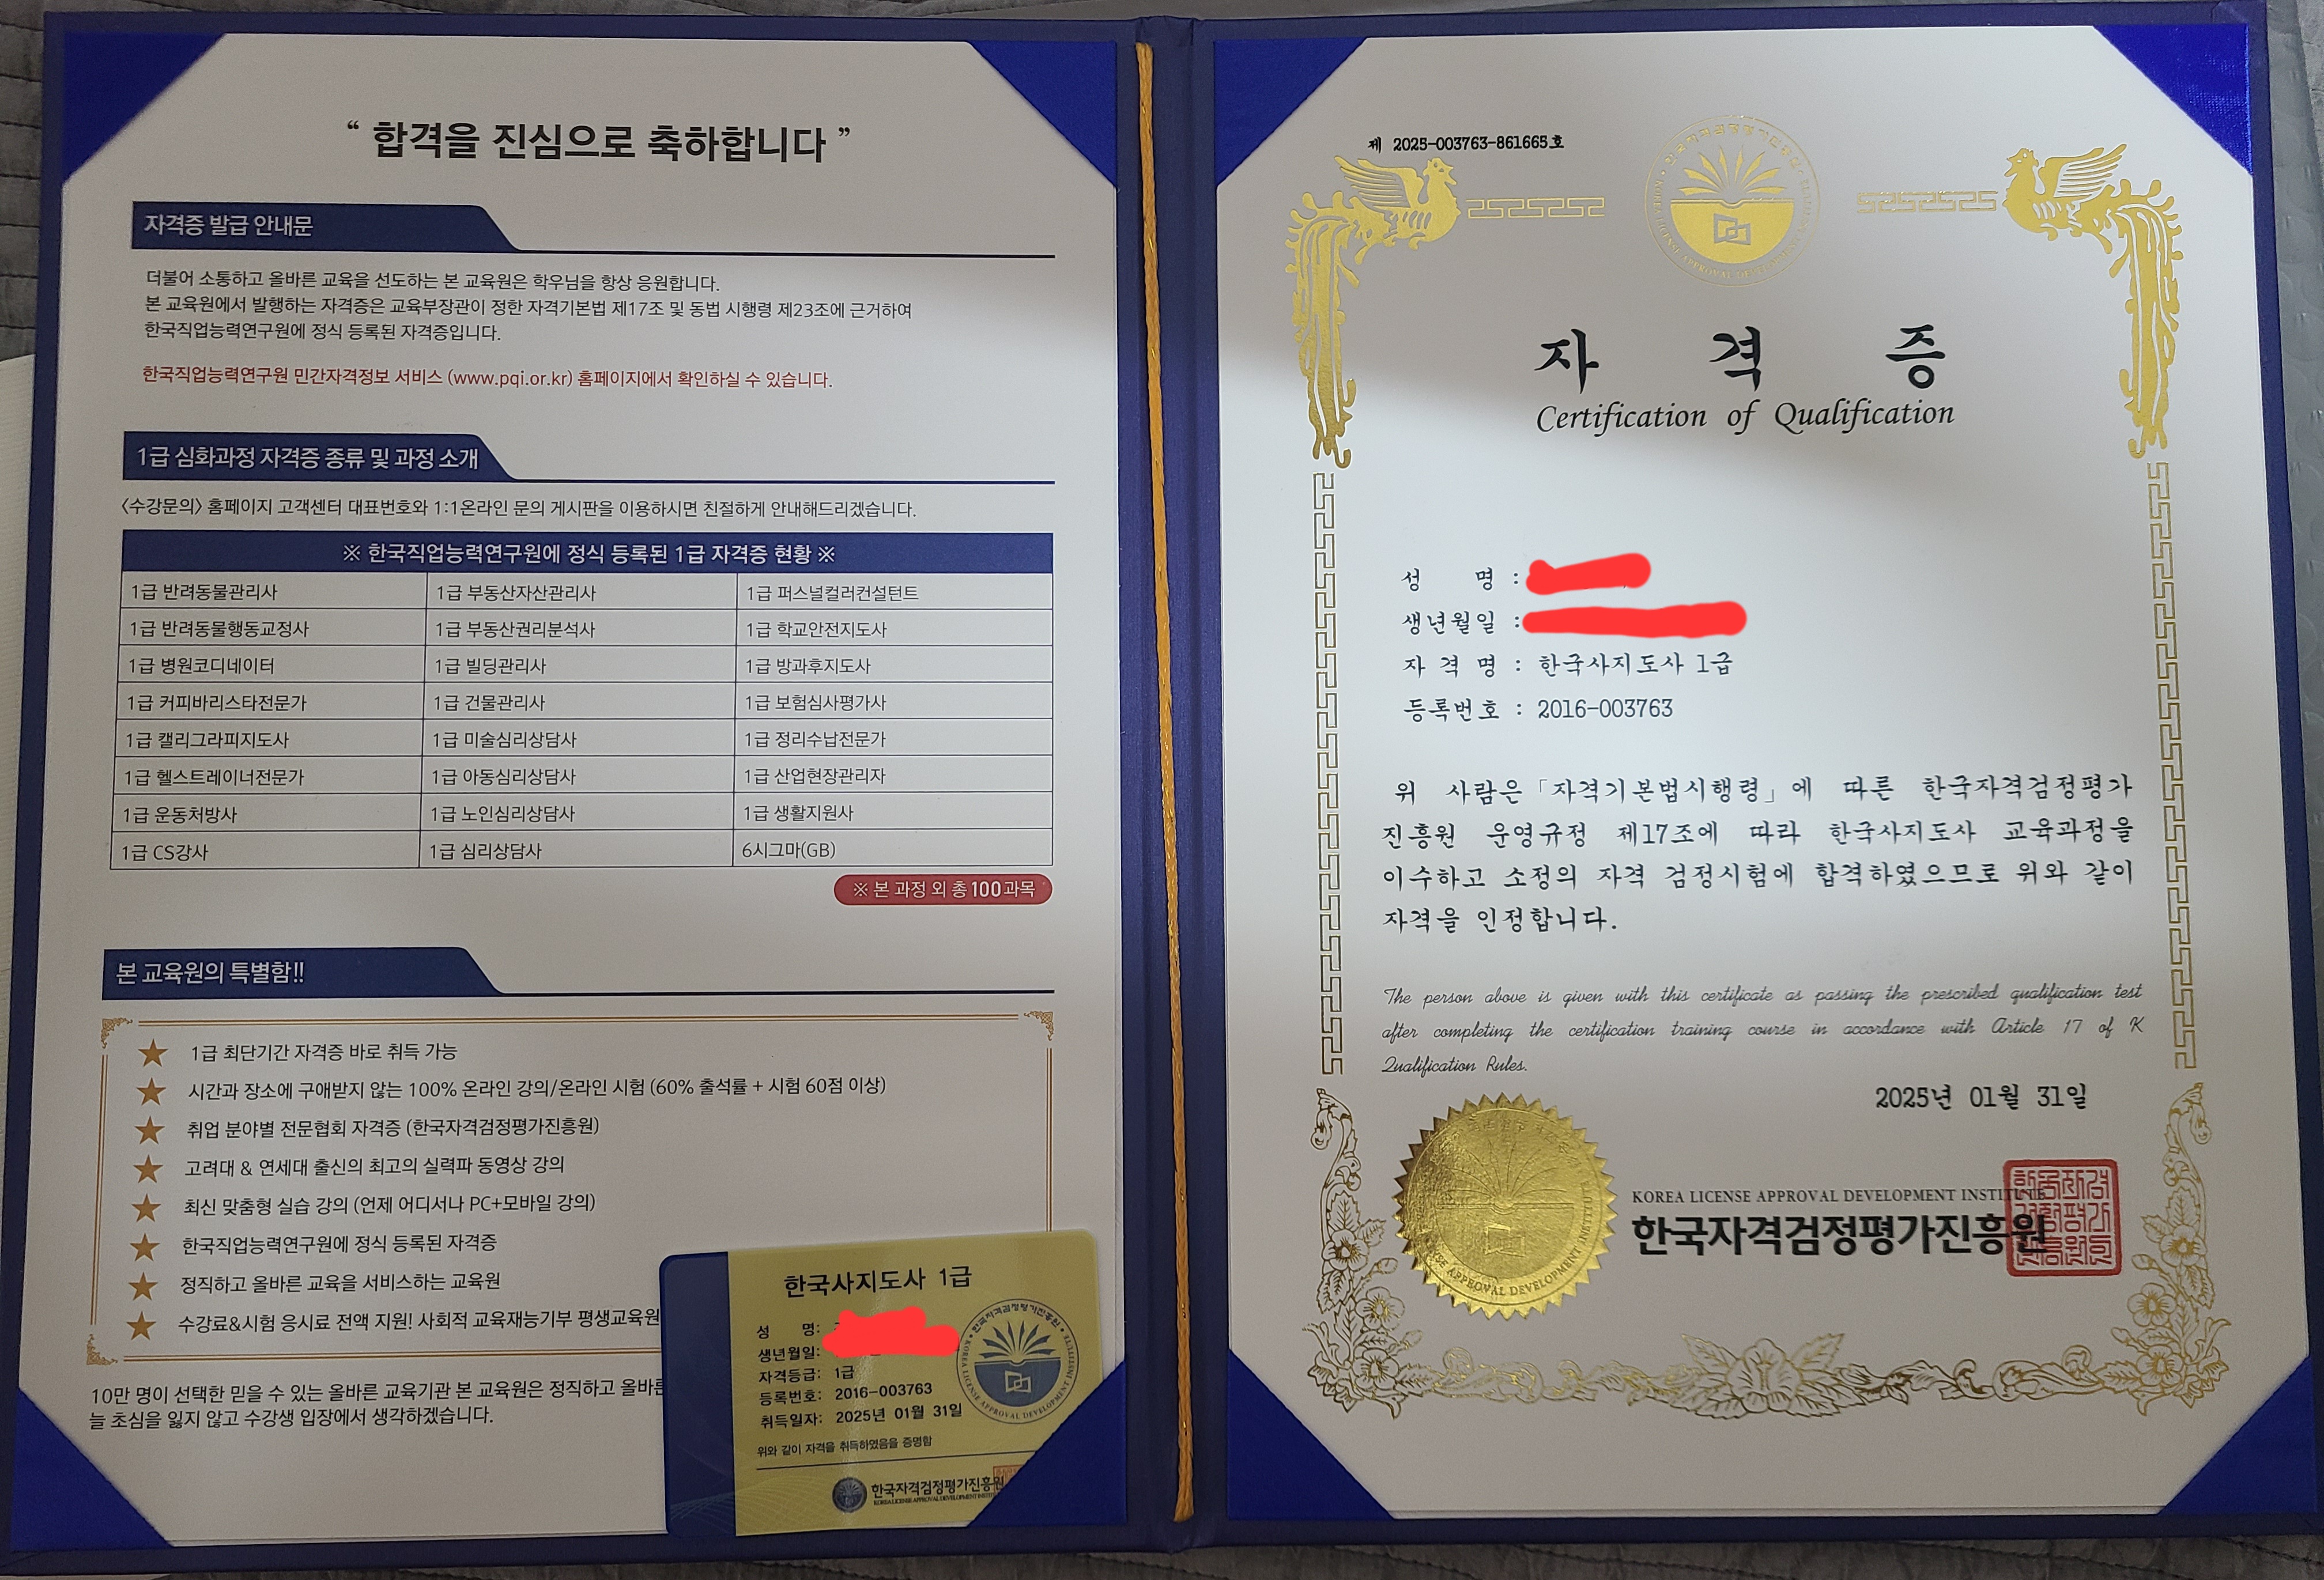 “ 합격을 진심으로 축하합니다 ”
자격증 발급 안내문
더불어 소통하고 올바른 교육을 선도하는 본 교육원은 학우님을 항상 응원합니다.
본 교육원에서 발행하는 자격증은 교육부장관이 정한 자격기본법 제17조 및 동법 시행령 제23조에 근거하여
한국직업능력연구원에 정식 등록된 자격증입니다.
한국직업능력연구원 민간자격정보 서비스 (www.pqi.or.kr) 홈페이지에서 확인하실 수 있습니다.
1급 심화과정 자격증 종류 및 과정 소개
<수강문의> 홈페이지 고객센터 대표번호와 1:1온라인 문의 게시판을 이용하시면 친절하게 안내해드리겠습니다.
※ 한국직업능력연구원에 정식 등록된 1급 자격증 현황 ※
1급 반려동물관리사 1급 부동산자산관리사 1급 퍼스널컬러컨설턴트
1급 반려동물행동교정사 1급 부동산권리분석사 1급 학교안전지도사
1급 병원코디네이터 1급 빌딩관리사 1급 방과후지도사
1급 커피바리스타전문가 1급 건물관리사 1급 보험심사평가사
1급 캘리그라피지도사 1급 미술심리상담사 1급 정리수납전문가
1급 헬스트레이너전문가 1급 아동심리상담사 1급 산업현장관리자
1급 운동처방사 1급 노인심리상담사 1급 생활지원사
1급 CS강사 1급 심리상담사 6시그마(GB)
※ 본 과정 외 총 100과목
본 교육원의 특별함!!
★ 1급 최단기간 자격증 바로 취득 가능
★ 시간과 장소에 구애받지 않는 100% 온라인 강의/온라인 시험 (60% 출석률 + 시험 60점 이상)
★ 취업 분야별 전문협회 자격증 (한국자격검정평가진흥원)
★ 고려대 & 연세대 출신의 최고의 실력파 동영상 강의
★ 최신 맞춤형 실습 강의 (언제 어디서나 PC+모바일 강의)
★ 한국직업능력연구원에 정식 등록된 자격증
★ 정직하고 올바른 교육을 서비스하는 교육원
★ 수강료&시험 응시료 전액 지원! 사회적 교육재능기부 평생교육원
10만 명이 선택한 믿을 수 있는 올바른 교육기관 본 교육원은 정직하고 올바른
늘 초심을 잃지 않고 수강생 입장에서 생각하겠습니다.
한국사지도사 1급
성 명:
생년월일:
자격등급: 1급
등록번호: 2016-003763
취득일자: 2025년 01월 31일
위와 같이 자격을 취득하였음을 증명함
한국자격검정평가진흥원
KOREA LICENSE APPROVAL DEVELOPMENT
제 2025-003763-861665호
자 격 증
Certification of Qualification
성 명 :
생년월일 :
자 격 명 : 한국사지도사 1급
등록번호 : 2016-003763
위 사람은 「자격기본법시행령」에 따른 한국자격검정평가
진흥원 운영규정 제17조에 따라 한국사지도사 교육과정을
이수하고 소정의 자격 검정시험에 합격하였으므로 위와 같이
자격을 인정합니다.
The person above is given with this certificate as passing the prescribed qualification test
after completing the certification training course in accordance with Article 17 of K
Qualification Rules.
2025년 01월 31일
KOREA LICENSE APPROVAL DEVELOPMENT INSTITUTE
한국자격검정평가진흥원